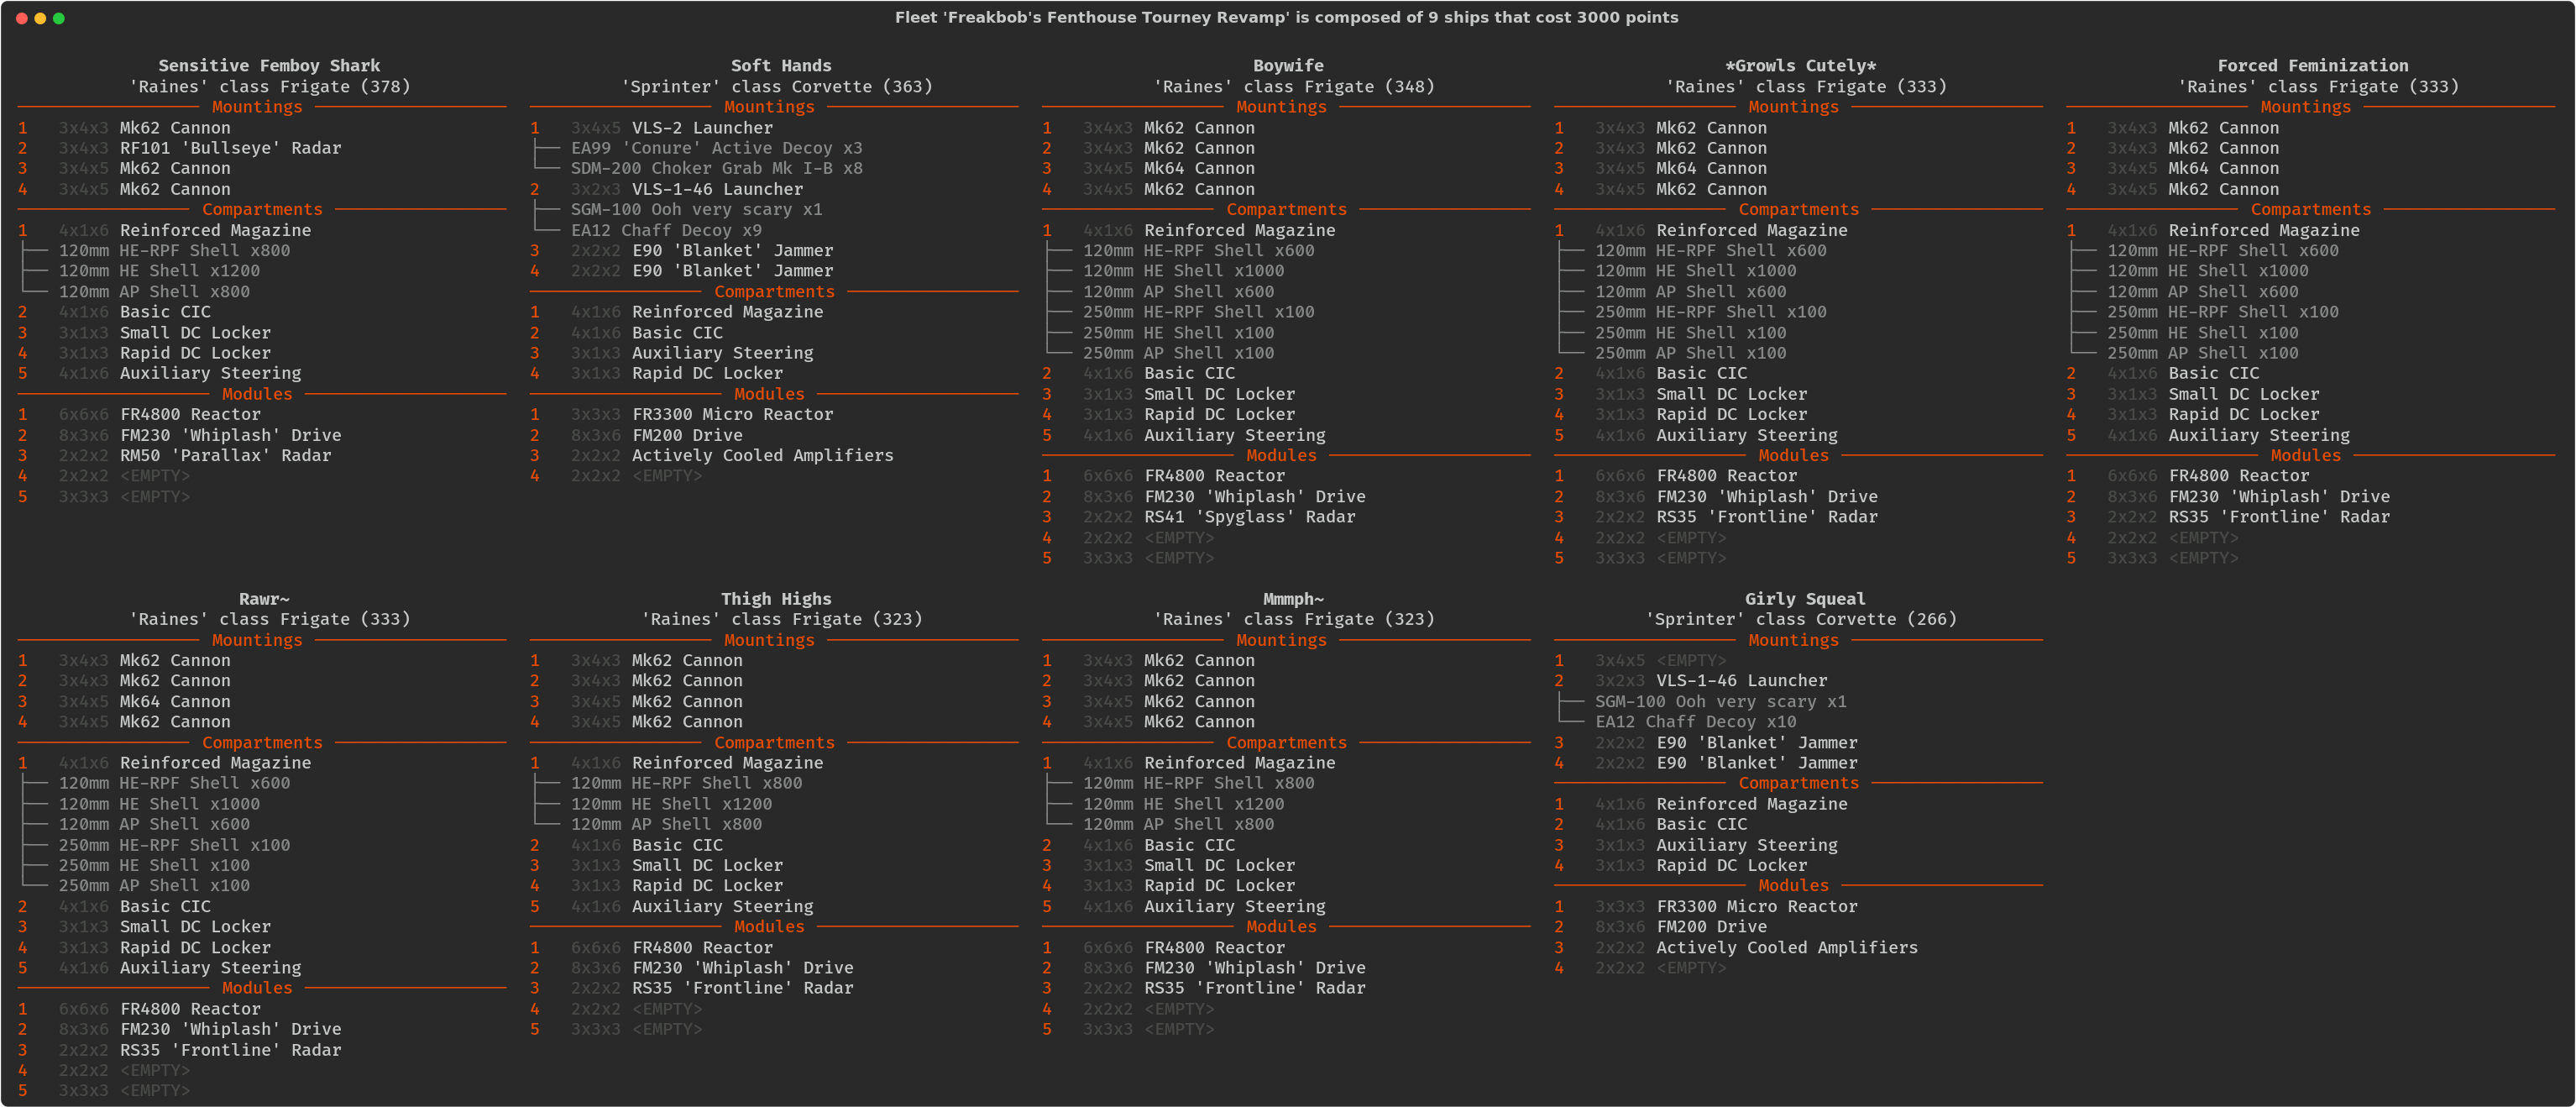 Fleet 'Freakbob's Fenthouse Tourney Revamp' is composed of 9 ships that cost 3000 points
Sensitive Femboy Shark
'Raines' class Frigate (378)
Mountings
1 3x4x3 Mk62 Cannon
2 3x4x3 RF101 'Bullseye' Radar
3 3x4x5 Mk62 Cannon
4 3x4x5 Mk62 Cannon
Compartments
1 4x1x6 Reinforced Magazine
120mm HE-RPF Shell x800
120mm HE Shell x1200
120mm AP Shell x800
2 4x1x6 Basic CIC
3 3x1x3 Small DC Locker
4 3x1x3 Rapid DC Locker
5 4x1x6 Auxiliary Steering
Modules
1 6x6x6 FR4800 Reactor
2 8x3x6 FM230 'Whiplash' Drive
3 2x2x2 RM50 'Parallax' Radar
4 2x2x2 <EMPTY>
5 3x3x3 <EMPTY>
Soft Hands
'Sprinter' class Corvette (363)
Mountings
1 3x4x5 VLS-2 Launcher
EA99 'Conure' Active Decoy x3
SDM-200 Choker Grab Mk I-B x8
2 3x2x3 VLS-1-46 Launcher
SGM-100 Ooh very scary x1
EA12 Chaff Decoy x9
3 2x2x2 E90 'Blanket' Jammer
4 2x2x2 E90 'Blanket' Jammer
Compartments
1 4x1x6 Reinforced Magazine
2 4x1x6 Basic CIC
3 3x1x3 Auxiliary Steering
4 3x1x3 Rapid DC Locker
Modules
1 3x3x3 FR3300 Micro Reactor
2 8x3x6 FM200 Drive
3 2x2x2 Actively Cooled Amplifiers
4 2x2x2 <EMPTY>
Boywife
'Raines' class Frigate (348)
Mountings
1 3x4x3 Mk62 Cannon
2 3x4x3 Mk62 Cannon
3 3x4x5 Mk64 Cannon
4 3x4x5 Mk62 Cannon
Compartments
1 4x1x6 Reinforced Magazine
120mm HE-RPF Shell x600
120mm HE Shell x1000
120mm AP Shell x600
250mm HE-RPF Shell x100
250mm HE Shell x100
250mm AP Shell x100
2 4x1x6 Basic CIC
3 3x1x3 Small DC Locker
4 3x1x3 Rapid DC Locker
5 4x1x6 Auxiliary Steering
Modules
1 6x6x6 FR4800 Reactor
2 8x3x6 FM230 'Whiplash' Drive
3 2x2x2 RS41 'Spyglass' Radar
4 2x2x2 <EMPTY>
5 3x3x3 <EMPTY>
*Growls Cutely*
'Raines' class Frigate (333)
Mountings
1 3x4x3 Mk62 Cannon
2 3x4x3 Mk62 Cannon
3 3x4x5 Mk64 Cannon
4 3x4x5 Mk62 Cannon
Compartments
1 4x1x6 Reinforced Magazine
120mm HE-RPF Shell x600
120mm HE Shell x1000
120mm AP Shell x600
250mm HE-RPF Shell x100
250mm HE Shell x100
250mm AP Shell x100
2 4x1x6 Basic CIC
3 3x1x3 Small DC Locker
4 3x1x3 Rapid DC Locker
5 4x1x6 Auxiliary Steering
Modules
1 6x6x6 FR4800 Reactor
2 8x3x6 FM230 'Whiplash' Drive
3 2x2x2 RS35 'Frontline' Radar
4 2x2x2 <EMPTY>
5 3x3x3 <EMPTY>
Forced Feminization
'Raines' class Frigate (333)
Mountings
1 3x4x3 Mk62 Cannon
2 3x4x3 Mk62 Cannon
3 3x4x5 Mk64 Cannon
4 3x4x5 Mk62 Cannon
Compartments
1 4x1x6 Reinforced Magazine
120mm HE-RPF Shell x600
120mm HE Shell x1000
120mm AP Shell x600
250mm HE-RPF Shell x100
250mm HE Shell x100
250mm AP Shell x100
2 4x1x6 Basic CIC
3 3x1x3 Small DC Locker
4 3x1x3 Rapid DC Locker
5 4x1x6 Auxiliary Steering
Modules
1 6x6x6 FR4800 Reactor
2 8x3x6 FM230 'Whiplash' Drive
3 2x2x2 RS35 'Frontline' Radar
4 2x2x2 <EMPTY>
5 3x3x3 <EMPTY>
Rawr~
'Raines' class Frigate (333)
Mountings
1 3x4x3 Mk62 Cannon
2 3x4x3 Mk62 Cannon
3 3x4x5 Mk64 Cannon
4 3x4x5 Mk62 Cannon
Compartments
1 4x1x6 Reinforced Magazine
120mm HE-RPF Shell x600
120mm HE Shell x1000
120mm AP Shell x600
250mm HE-RPF Shell x100
250mm HE Shell x100
250mm AP Shell x100
2 4x1x6 Basic CIC
3 3x1x3 Small DC Locker
4 3x1x3 Rapid DC Locker
5 4x1x6 Auxiliary Steering
Modules
1 6x6x6 FR4800 Reactor
2 8x3x6 FM230 'Whiplash' Drive
3 2x2x2 RS35 'Frontline' Radar
4 2x2x2 <EMPTY>
5 3x3x3 <EMPTY>
Thigh Highs
'Raines' class Frigate (323)
Mountings
1 3x4x3 Mk62 Cannon
2 3x4x3 Mk62 Cannon
3 3x4x5 Mk62 Cannon
4 3x4x5 Mk62 Cannon
Compartments
1 4x1x6 Reinforced Magazine
120mm HE-RPF Shell x800
120mm HE Shell x1200
120mm AP Shell x800
2 4x1x6 Basic CIC
3 3x1x3 Small DC Locker
4 3x1x3 Rapid DC Locker
5 4x1x6 Auxiliary Steering
Modules
1 6x6x6 FR4800 Reactor
2 8x3x6 FM230 'Whiplash' Drive
3 2x2x2 RS35 'Frontline' Radar
4 2x2x2 <EMPTY>
5 3x3x3 <EMPTY>
Mmmph~
'Raines' class Frigate (323)
Mountings
1 3x4x3 Mk62 Cannon
2 3x4x3 Mk62 Cannon
3 3x4x5 Mk62 Cannon
4 3x4x5 Mk62 Cannon
Compartments
1 4x1x6 Reinforced Magazine
120mm HE-RPF Shell x800
120mm HE Shell x1200
120mm AP Shell x800
2 4x1x6 Basic CIC
3 3x1x3 Small DC Locker
4 3x1x3 Rapid DC Locker
5 4x1x6 Auxiliary Steering
Modules
1 6x6x6 FR4800 Reactor
2 8x3x6 FM230 'Whiplash' Drive
3 2x2x2 RS35 'Frontline' Radar
4 2x2x2 <EMPTY>
5 3x3x3 <EMPTY>
Girly Squeal
'Sprinter' class Corvette (266)
Mountings
1 3x4x5 <EMPTY>
2 3x2x3 VLS-1-46 Launcher
SGM-100 Ooh very scary x1
EA12 Chaff Decoy x10
3 2x2x2 E90 'Blanket' Jammer
4 2x2x2 E90 'Blanket' Jammer
Compartments
1 4x1x6 Reinforced Magazine
2 4x1x6 Basic CIC
3 3x1x3 Auxiliary Steering
4 3x1x3 Rapid DC Locker
Modules
1 3x3x3 FR3300 Micro Reactor
2 8x3x6 FM200 Drive
3 2x2x2 Actively Cooled Amplifiers
4 2x2x2 <EMPTY>